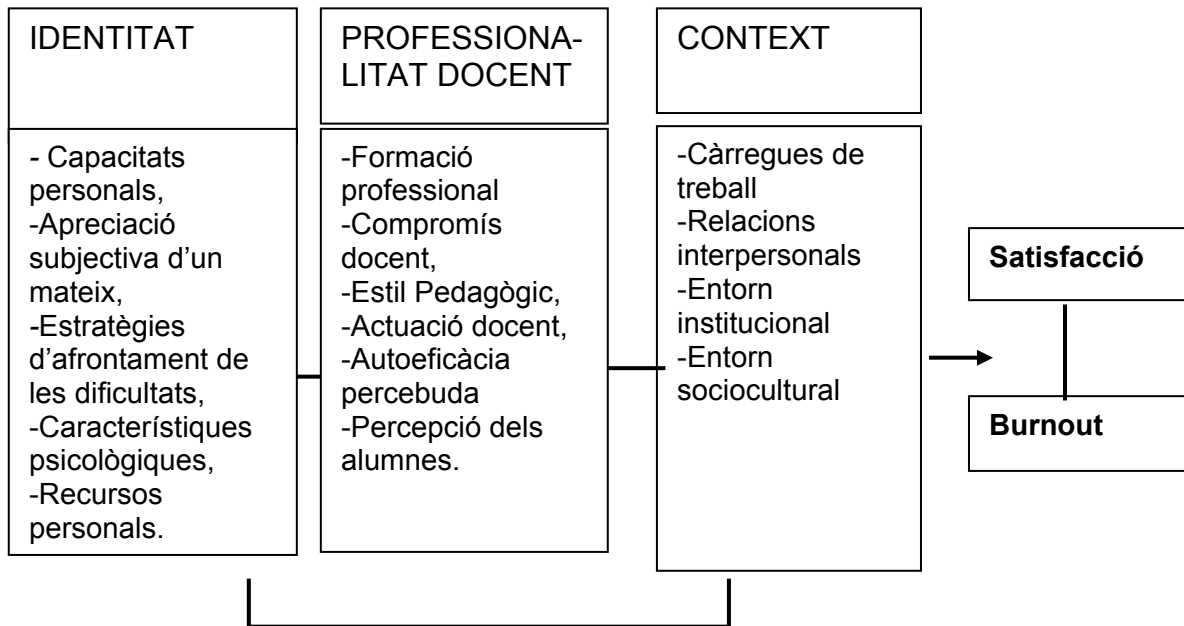 IDENTITAT
- Capacitats
personals,
-Apreciació
subjectiva d’un
mateix,
-Estratègies
d’afrontament de
les dificultats,
-Característiques
psicològiques,
-Recursos
personals.
PROFESSIONA-
LITAT DOCENT
-Formació
professional
-Compromís
docent,
-Estil Pedagògic,
-Actuació docent,
-Autoeficàcia
percebuda
-Percepció dels
alumnes.
CONTEXT
-Càrregues de
treball
-Relacions
interpersonals
-Entorn
institucional
-Entorn
sociocultural
Satisfacció
Burnout